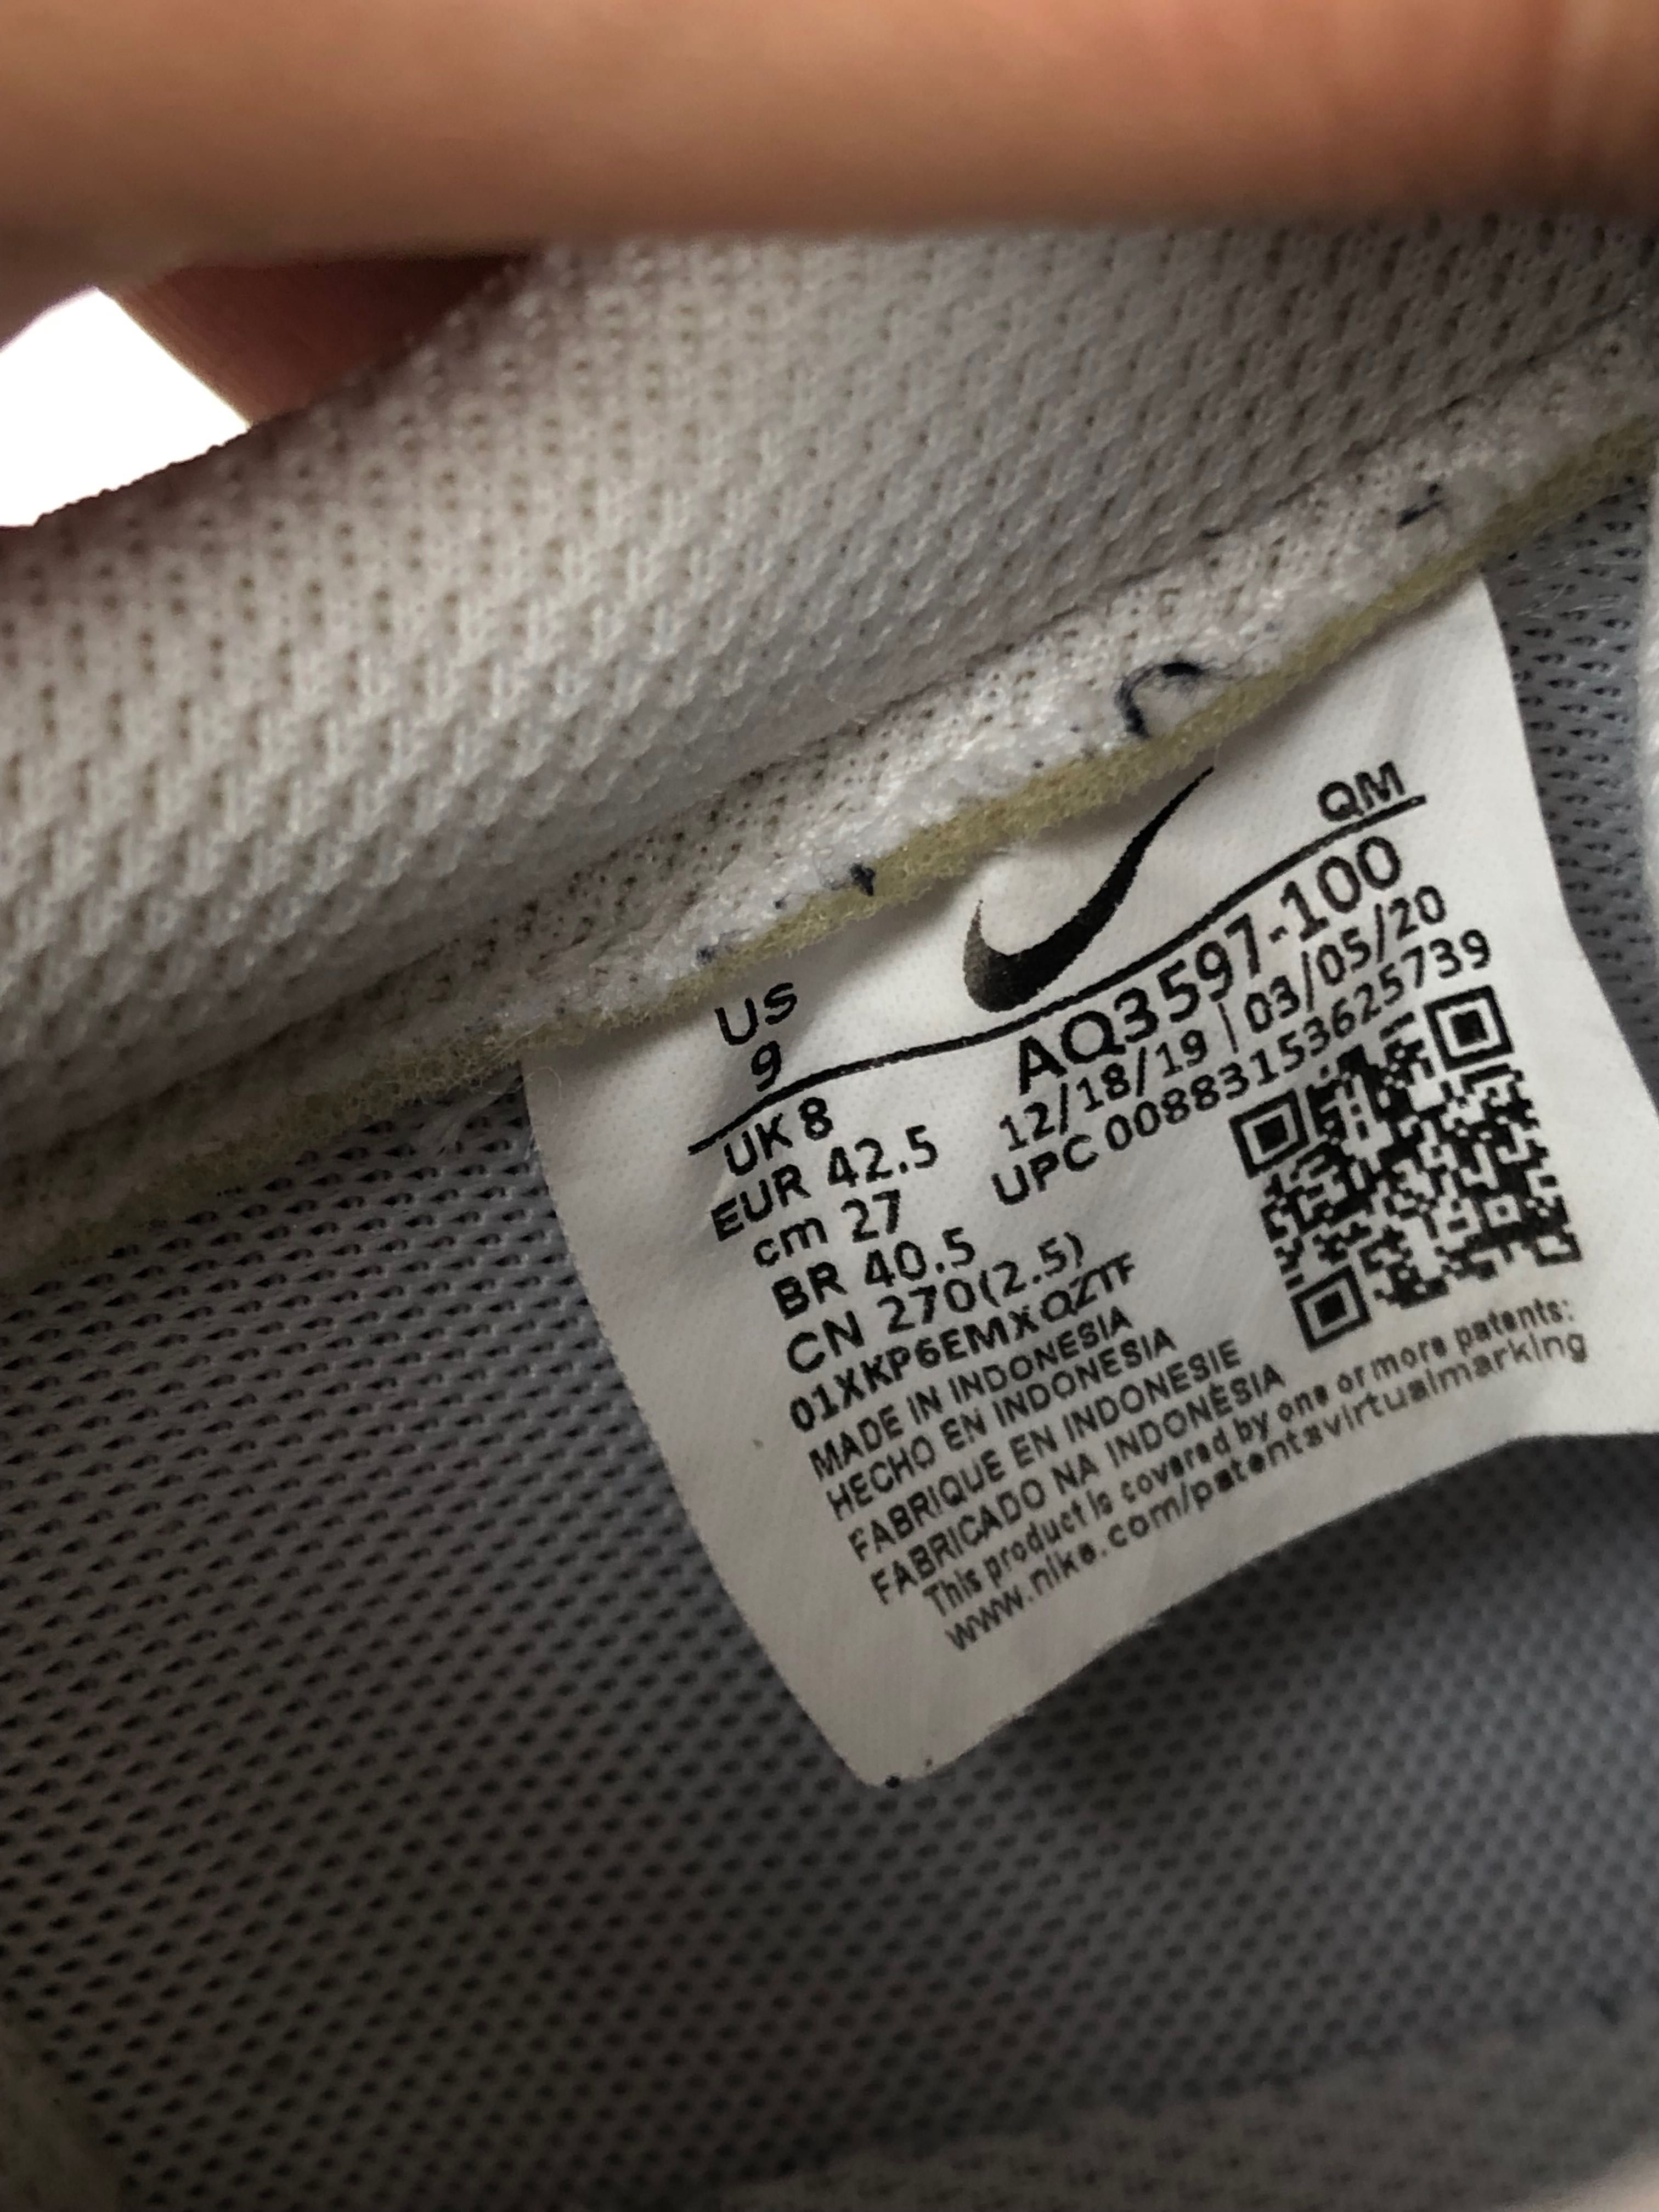 QM
US
9
AQ3597-100
12/18/19 | 03/05/20
UPC 00883153625739
UK 8
EUR 42.5
cm 27
BR 40.5
CN 270(2.5)
01XKP6EMXQZTF
MADE IN INDONESIA
HECHO EN INDONESIA
FABRIQUE EN INDONESIE
FABRICADO NA INDONÉSIA
This product is covered by one or more patents:
www.nike.com/patentavirtualmarking